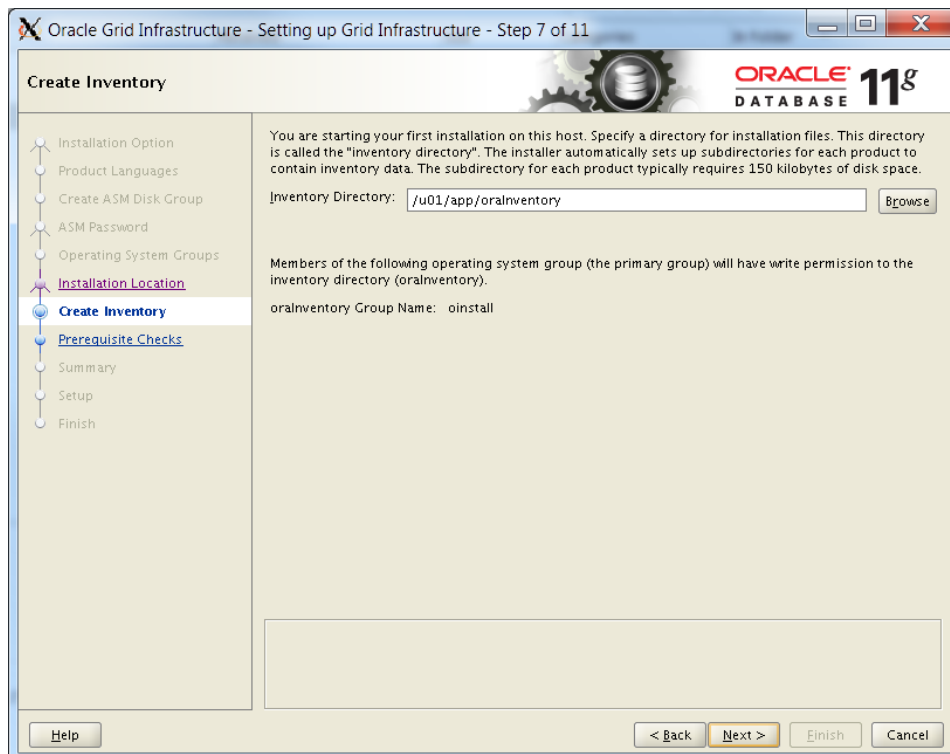 Oracle Grid Infrastructure - Setting up Grid Infrastructure - Step 7 of 11
Create Inventory
ORACLE 11g
DATABASE
Installation Option
Product Languages
Create ASM Disk Group
ASM Password
Operating System Groups
Installation Location
Create Inventory
Prerequisite Checks
Summary
Setup
Finish
You are starting your first installation on this host. Specify a directory for installation files. This directory
is called the "inventory directory". The installer automatically sets up subdirectories for each product to
contain inventory data. The subdirectory for each product typically requires 150 kilobytes of disk space.
Inventory Directory: /u01/app/oraInventory Browse
Members of the following operating system group (the primary group) will have write permission to the
inventory directory (oraInventory).
oraInventory Group Name: oinstall
Help < Back Next > Finish Cancel